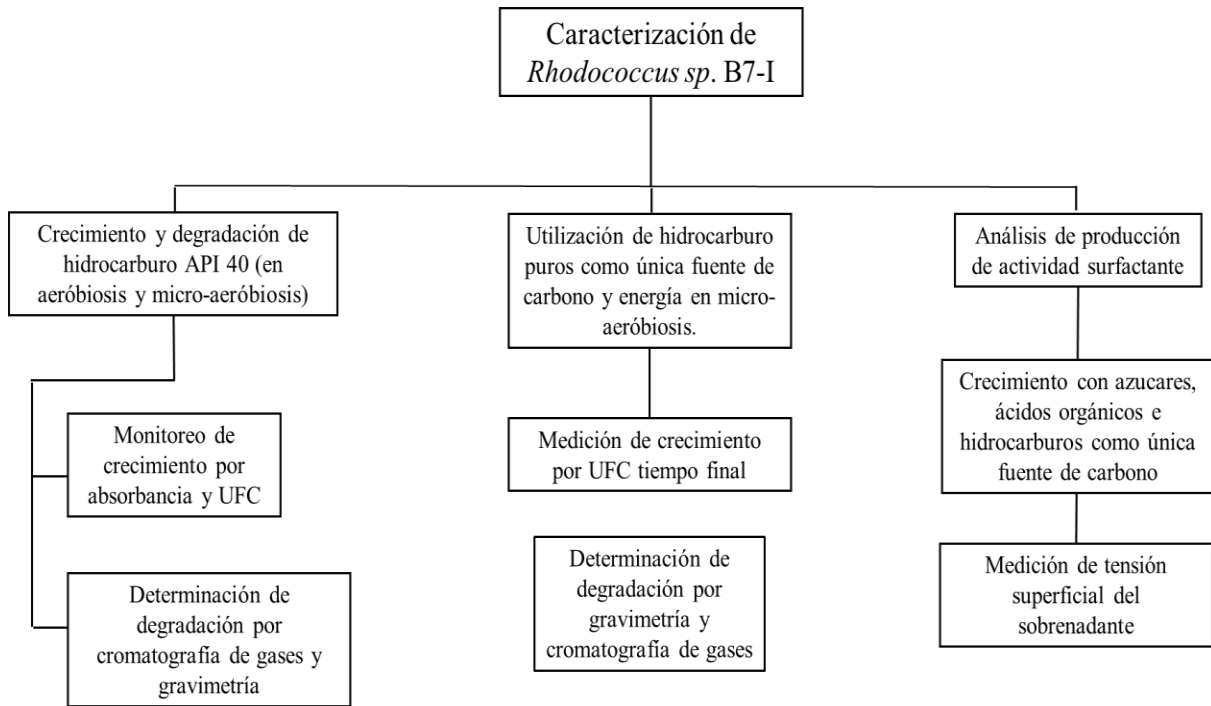 Caracterización de
Rhodococcus sp. B7-I
Crecimiento y degradación de
hidrocarburo API 40 (en
aeróbiosis y micro-aeróbiosis)
Monitoreo de
crecimiento por
absorbancia y UFC
Determinación de
degradación por
cromatografía de gases y
gravimetría
Utilización de hidrocarburo
puros como única fuente de
carbono y energía en micro-
aeróbiosis.
Medición de crecimiento
por UFC tiempo final
Determinación de
degradación por
gravimetría y
cromatografía de gases
Análisis de producción
de actividad surfactante
Crecimiento con azucares,
ácidos orgánicos e
hidrocarburos como única
fuente de carbono
Medición de tensión
superficial del
sobrenadante